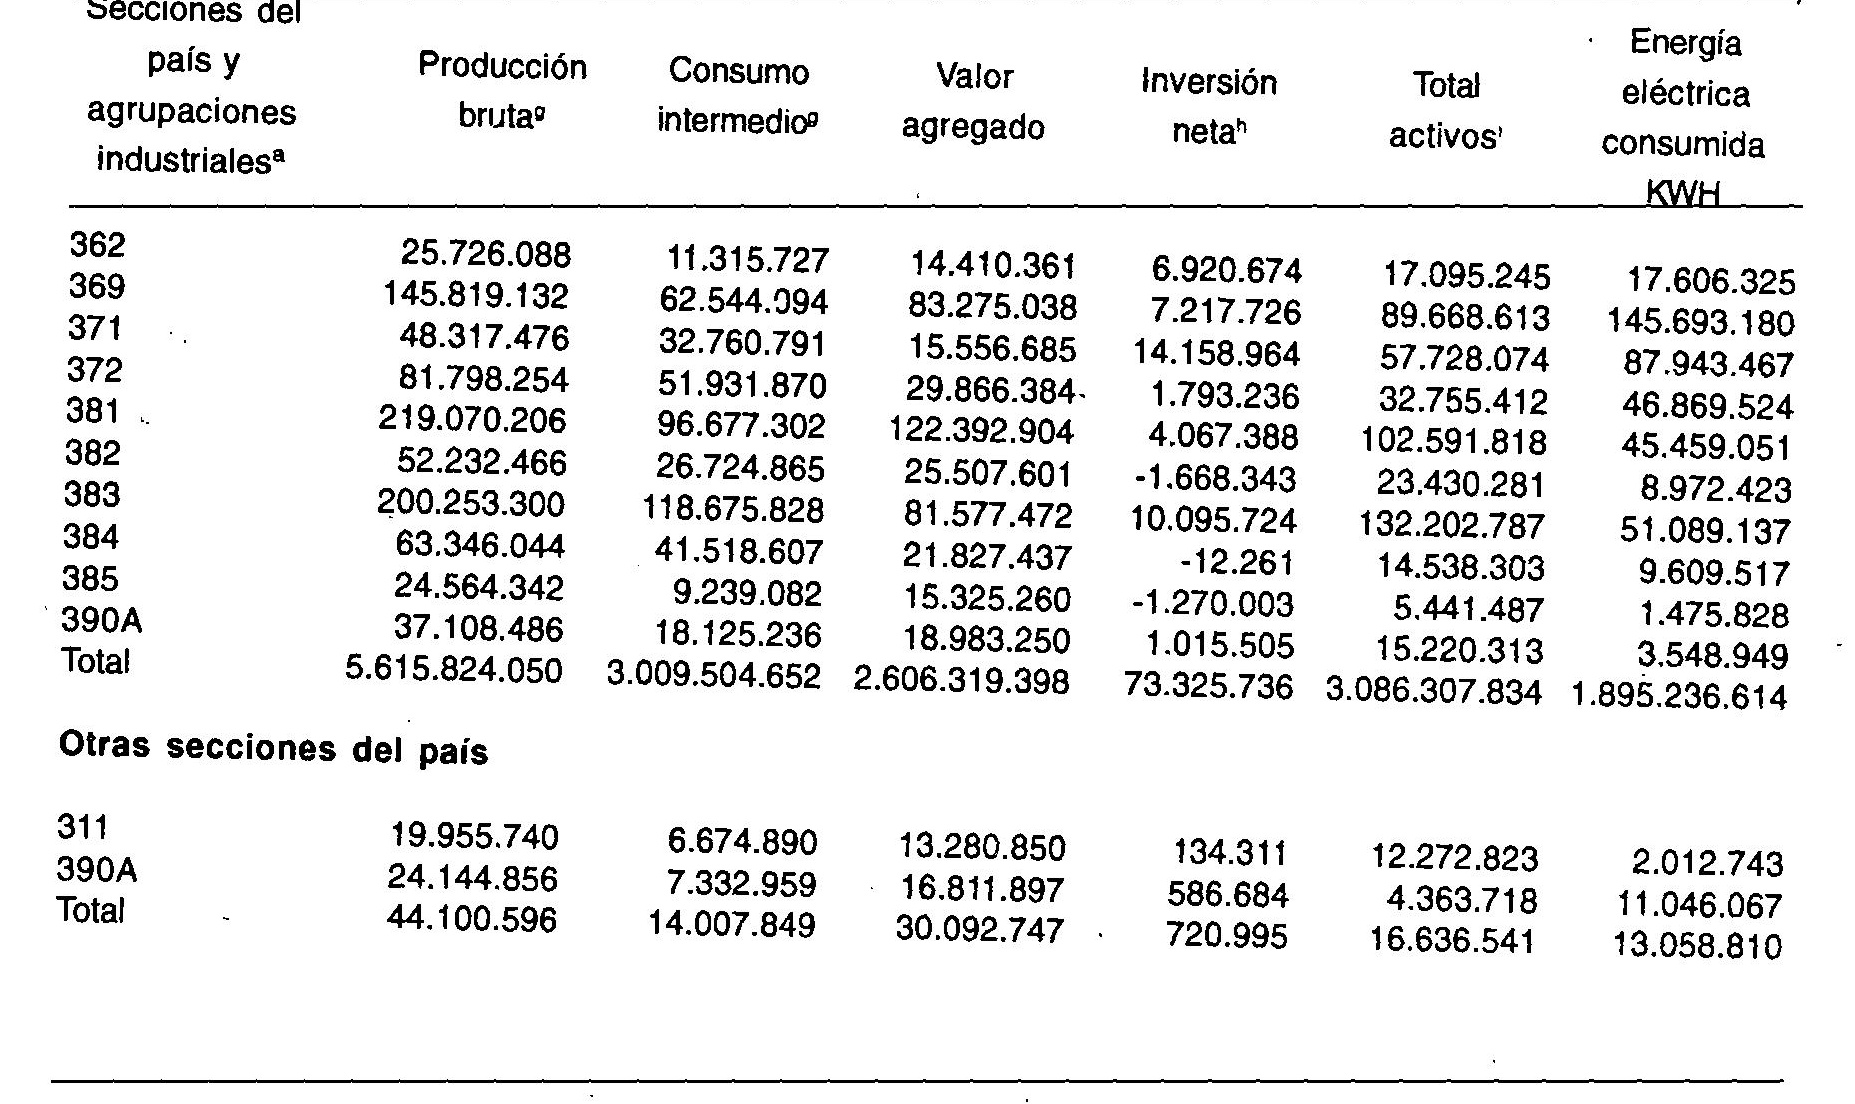 Secciones del
país y
agrupaciones
industrialesª
Producción
brutaᵍ
Consumo
intermedioᵍ
Valor
agregado
Inversión
netaʰ
Total
activosⁱ
Energía
eléctrica
consumida
KWH
362 25.726.088 11.315.727 14.410.361 6.920.674 17.095.245 17.606.325
369 145.819.132 62.544.094 83.275.038 7.217.726 89.668.613 145.693.180
371 48.317.476 32.760.791 15.556.685 14.158.964 57.728.074 87.943.467
372 81.798.254 51.931.870 29.866.384 1.793.236 32.755.412 46.869.524
381 219.070.206 96.677.302 122.392.904 4.067.388 102.591.818 45.459.051
382 52.232.466 26.724.865 25.507.601 -1.668.343 23.430.281 8.972.423
383 200.253.300 118.675.828 81.577.472 10.095.724 132.202.787 51.089.137
384 63.346.044 41.518.607 21.827.437 -12.261 14.538.303 9.609.517
385 24.564.342 9.239.082 15.325.260 -1.270.003 5.441.487 1.475.828
390A 37.108.486 18.125.236 18.983.250 1.015.505 15.220.313 3.548.949
Total 5.615.824.050 3.009.504.652 2.606.319.398 73.325.736 3.086.307.834 1.895.236.614
Otras secciones del país
311 19.955.740 6.674.890 13.280.850 134.311 12.272.823 2.012.743
390A 24.144.856 7.332.959 16.811.897 586.684 4.363.718 11.046.067
Total 44.100.596 14.007.849 30.092.747 720.995 16.636.541 13.058.810